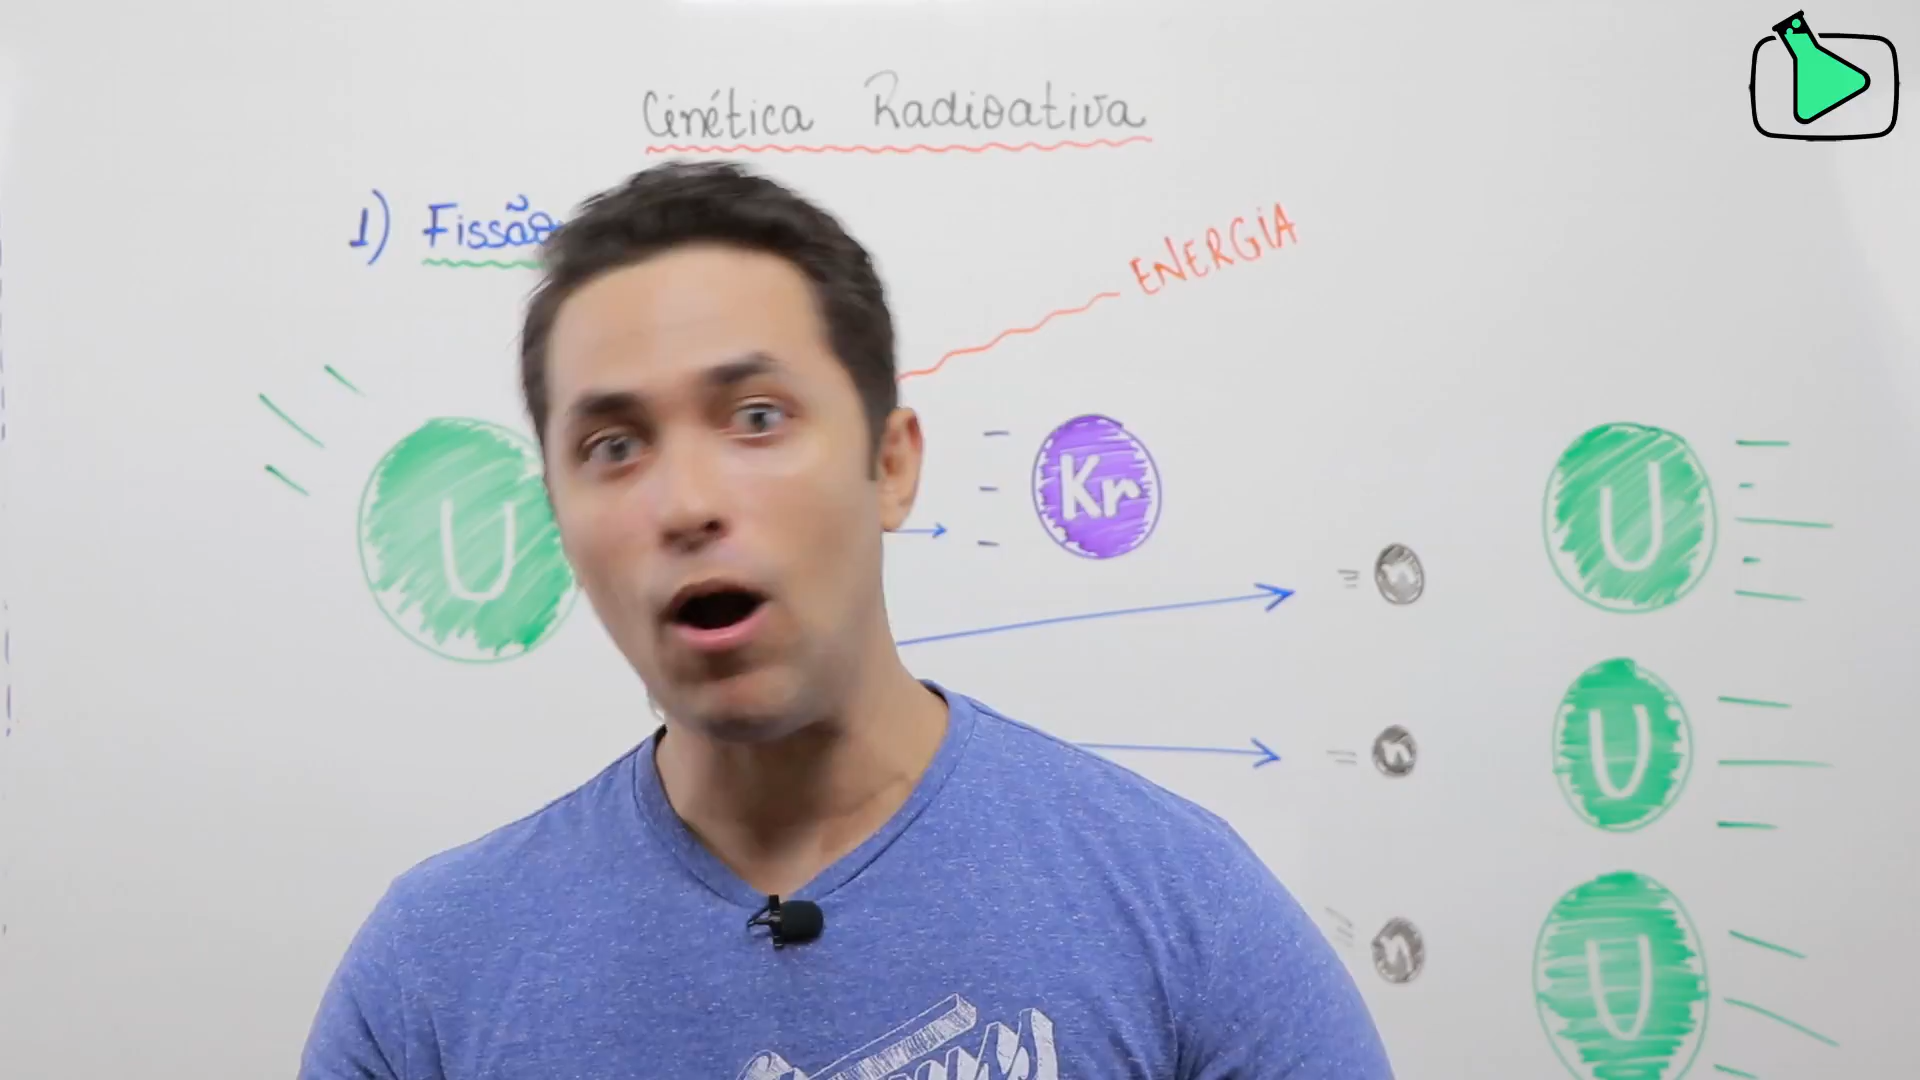 Cinética Radioativa
1) Fissão
ENERGIA
U
Kr
U
n
n
U
n
U